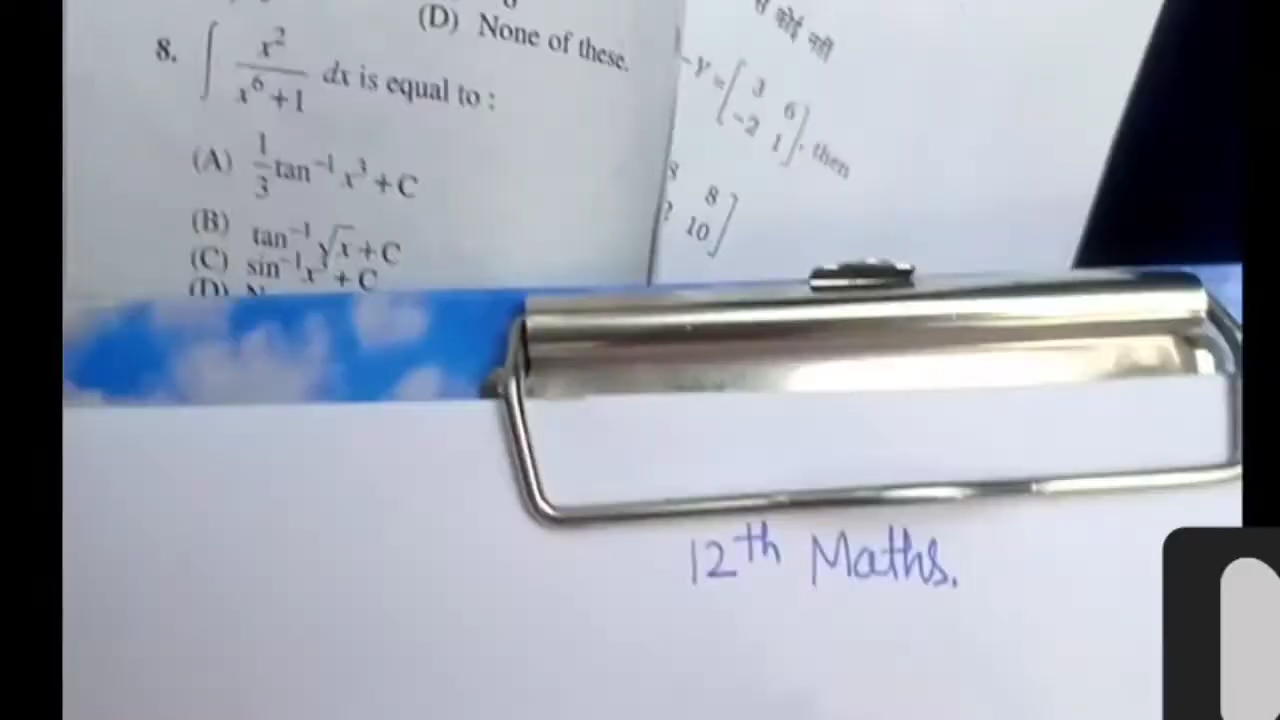 (D) None of these.
8. ∫ x²/(x⁶+1) dx is equal to :
(A) 1/3 tan⁻¹ x³ + C
(B) tan⁻¹ √x + C
(C) sin⁻¹ x³ + C
(D)
से कोई नहीं
-Y = [3 6
-2 1], then
8
10]
12th Maths.